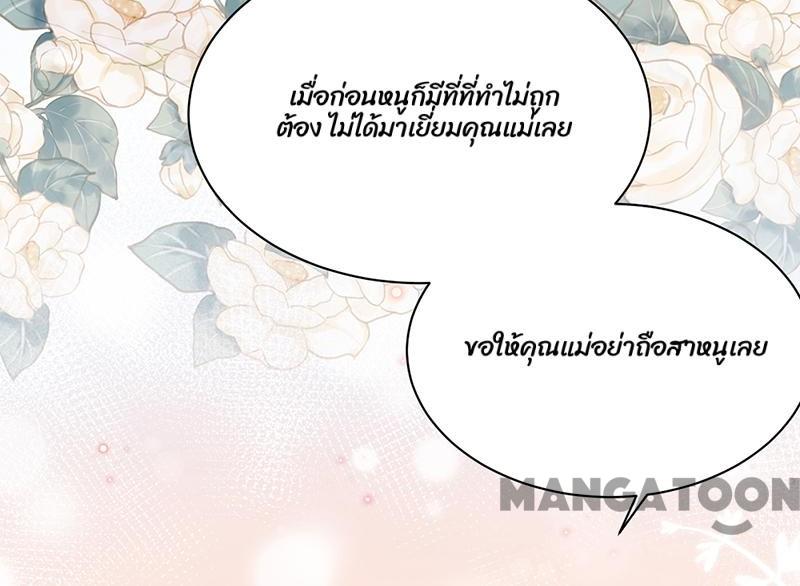 เมื่อก่อนหนูก็มีที่ที่ทำไม่ถูก
ต้อง ไม่ได้มาเยี่ยมคุณแม่เลย
ขอให้คุณแม่อย่าถือสาหนูเลย
MANGATOON